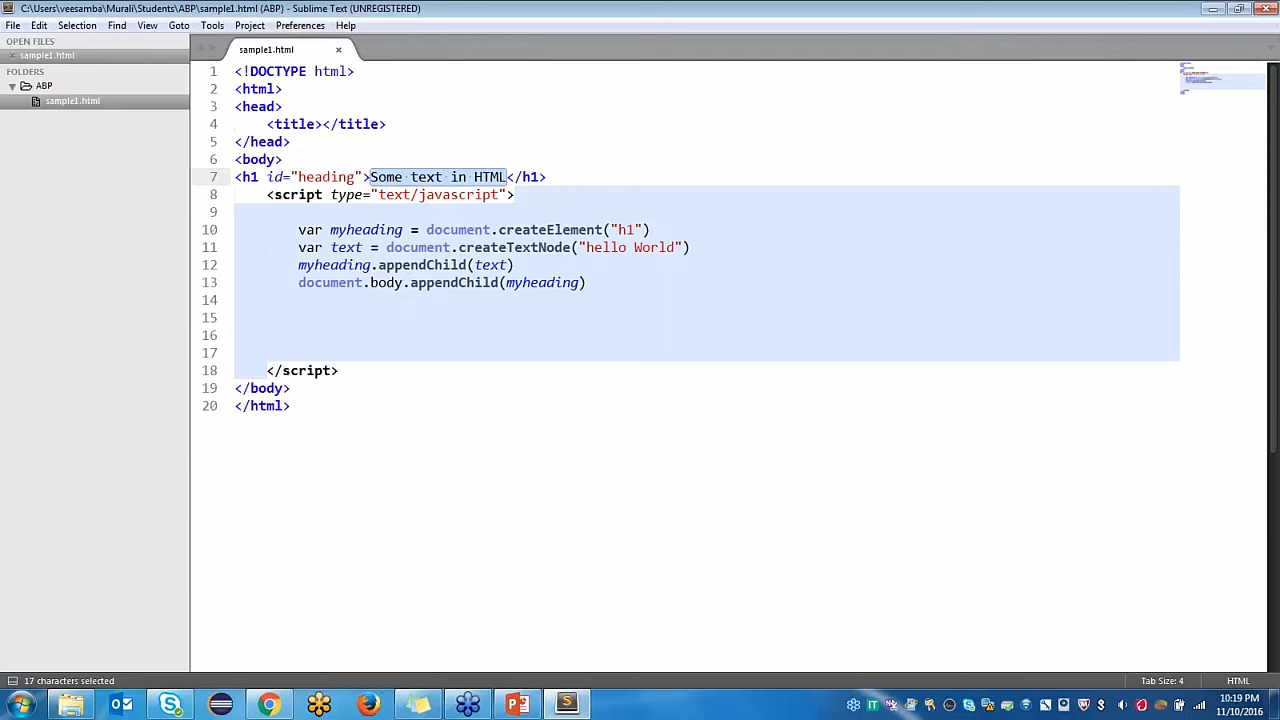 C:\Users\veesamba\Murali\Students\ABP\sample1.html (ABP) - Sublime Text (UNREGISTERED)
File Edit Selection View Goto Tools Project Preferences Help
OPEN FILES
sample1.html
FOLDERS
ABP
sample1.html
sample1.html
1 <!DOCTYPE html>
2 <html>
3 <head>
4 <title></title>
5 </head>
6 <body>
7 <h1 id="heading">Some text in HTML</h1>
8 <script type="text/javascript">
9
10 var myheading = document.createElement("h1")
11 var text = document.createTextNode("hello World")
12 myheading.appendChild(text)
13 document.body.appendChild(myheading)
14
15
16
17
18 </script>
19 </body>
20 </html>
17 characters selected
Tab Size: 4
HTML
10:19 PM
11/10/2016